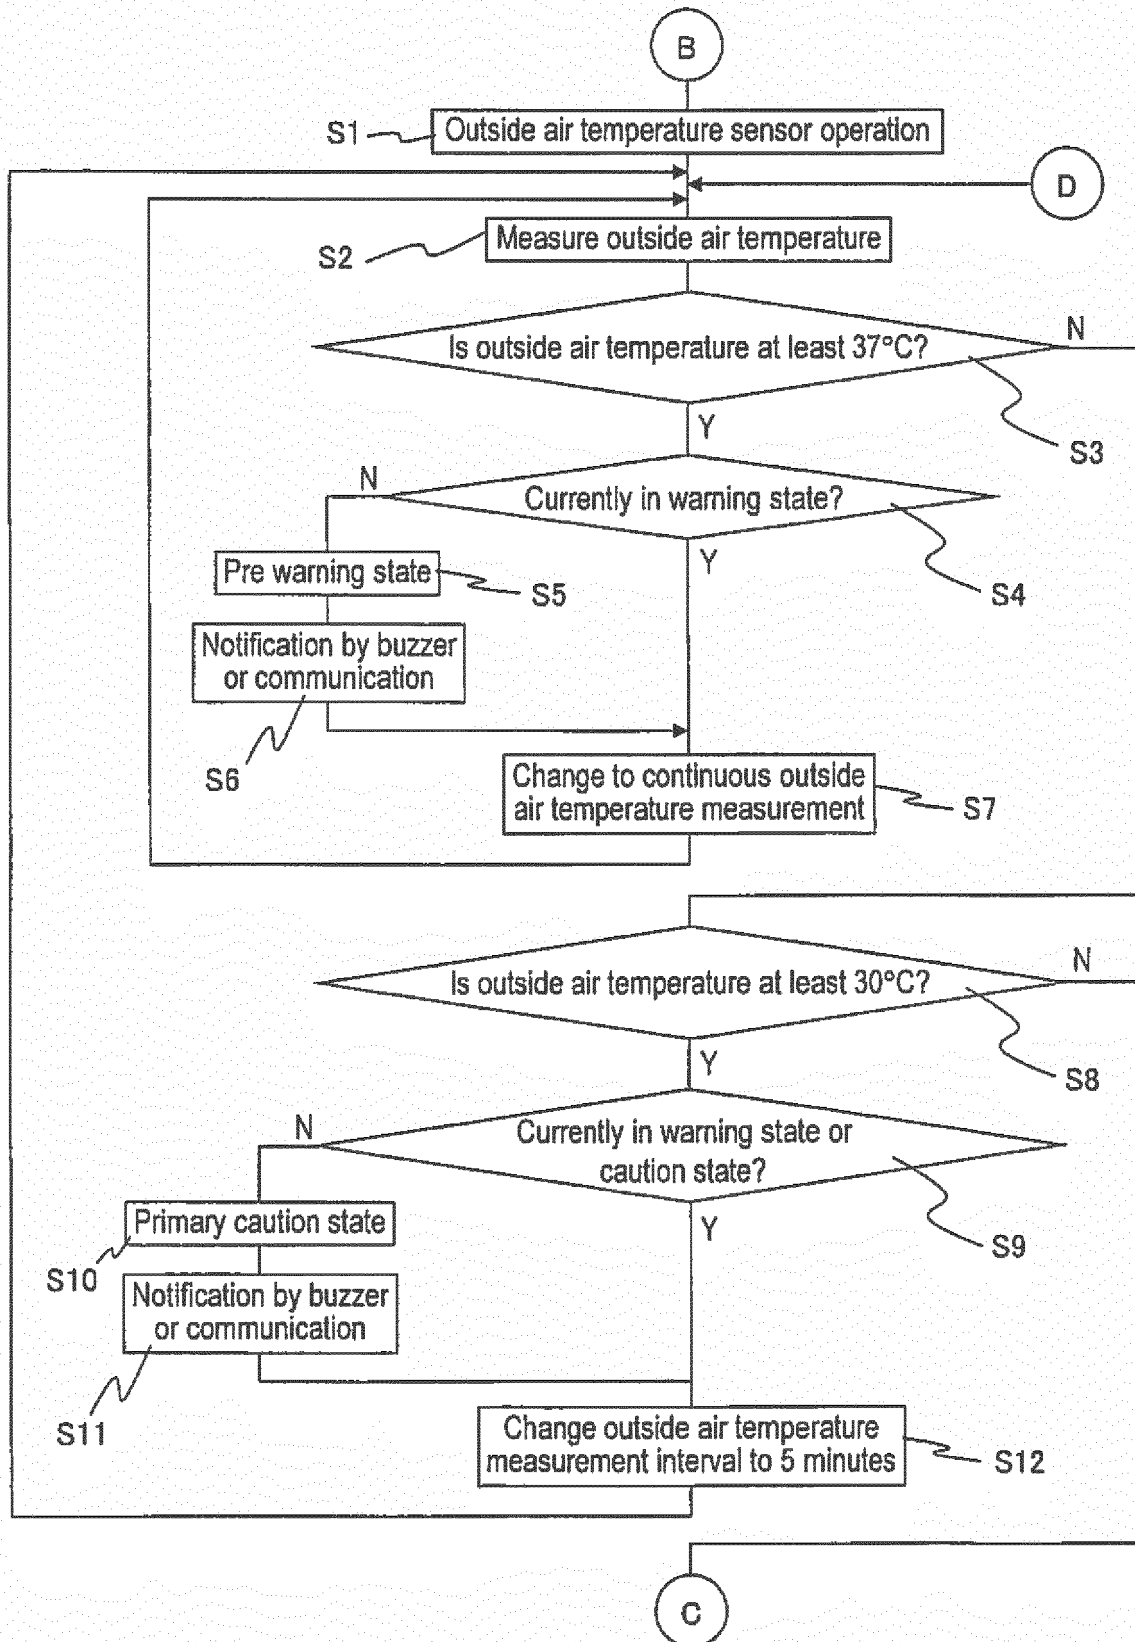 B
S1
Outside air temperature sensor operation
D
S2
Measure outside air temperature
Is outside air temperature at least 37°C?
N
S3
Y
Currently in warning state?
N
S4
Y
Pre warning state
S5
Notification by buzzer
or communication
S6
Change to continuous outside
air temperature measurement
S7
Is outside air temperature at least 30°C?
N
S8
Y
Currently in warning state or
caution state?
N
S9
Y
Primary caution state
S10
Notification by buzzer
or communication
S11
Change outside air temperature
measurement interval to 5 minutes
S12
C